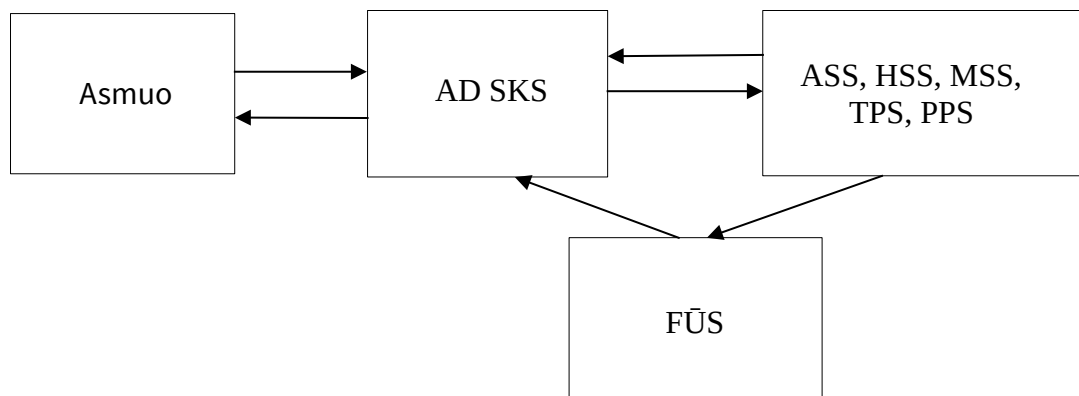 Asmuo
AD SKS
ASS, HSS, MSS,
TPS, PPS
FŪS